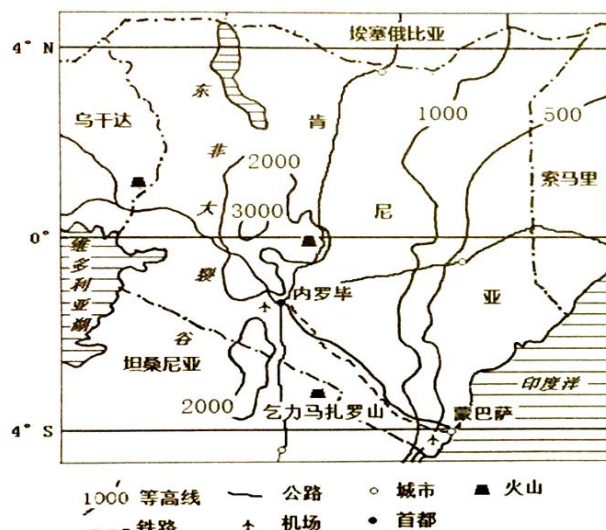 4° N
埃塞俄比亚
乌干达
东
肯
1000
500
非
2000
索马里
大
3000
尼
0°
维多利亚湖
裂
内罗毕
亚
谷
坦桑尼亚
印度洋
2000
乞力马扎罗山
蒙巴萨
4° S
1000 等高线 公路 城市 火山
铁路 机场 首都